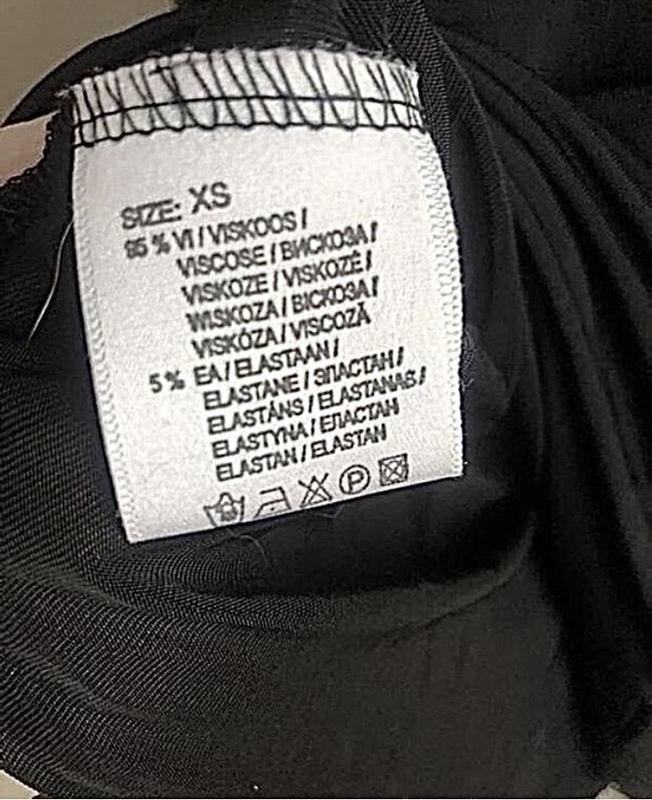 SIZE: XS
95 % VI / VISKOOS /
VISCOSE / ВИСКОЗА /
VISKOZE / VISKOZĖ /
WISKOZA / ВІСКОЗА /
VISKÓZA / VISCOZĂ
5 % EA / ELASTAAN /
ELASTANE / ЭЛАСТАН /
ELASTĀNS / ELASTANAS /
ELASTYNA / ЕЛАСТАН
ELASTAN / ELASTAN
P